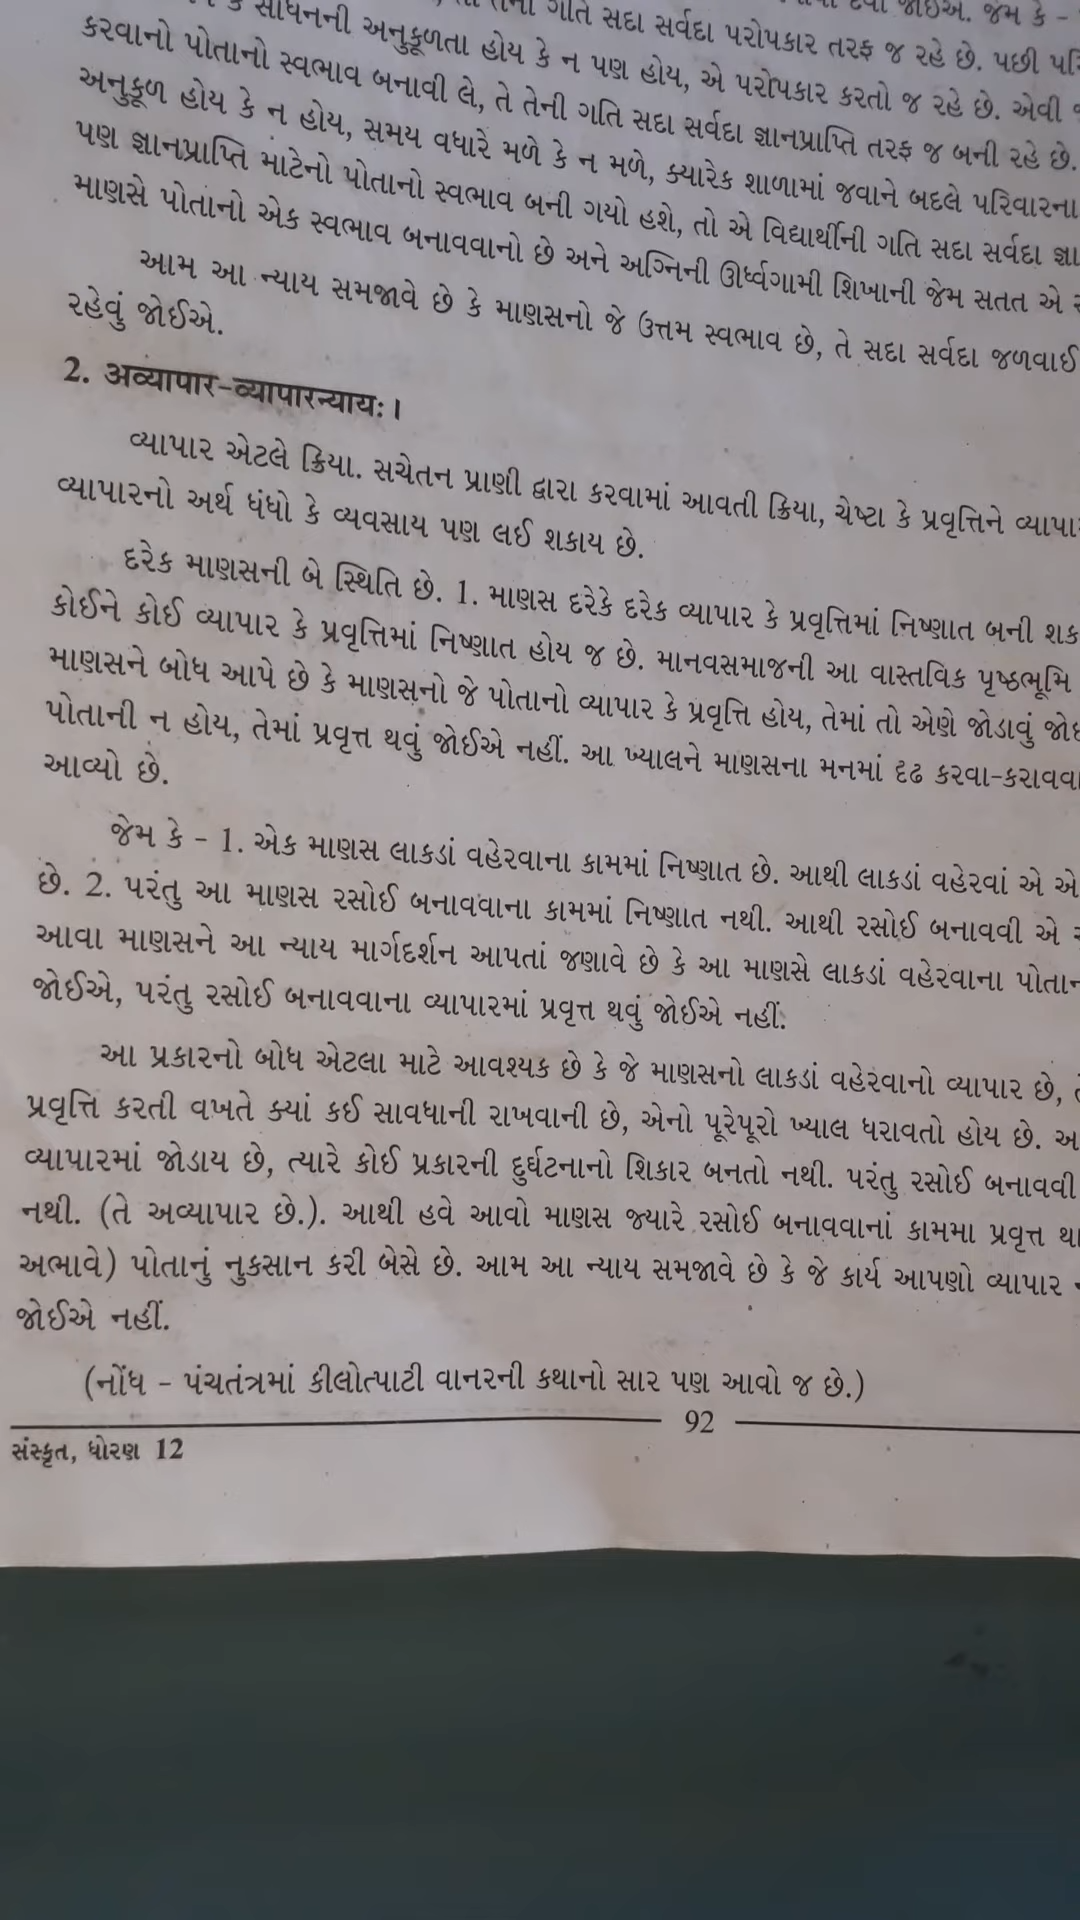 સાધનની અનુકૂળતા હોય કે ન પણ હોય, એ પરોપકાર કરતો જ રહે છે. એવી
ગતિ સદા સર્વદા પરોપકાર તરફ જ રહે છે. પછી
કરવાનો પોતાનો સ્વભાવ બનાવી લે, તે તેની ગતિ સદા સર્વદા જ્ઞાનપ્રાપ્તિ તરફ જ બની રહે છે.
અનુકૂળ હોય કે ન હોય, સમય વધારે મળે કે ન મળે, ક્યારેક શાળામાં જવાને બદલે પરિવારના
પણ જ્ઞાનપ્રાપ્તિ માટેનો પોતાનો સ્વભાવ બની ગયો હશે, તો એ વિદ્યાર્થીની ગતિ સદા સર્વદા
માણસે પોતાનો એક સ્વભાવ બનાવવાનો છે અને અગ્નિની ઊર્ધ્વગામી શિખાની જેમ સતત એ
આમ આ ન્યાય સમજાવે છે કે માણસનો જે ઉત્તમ સ્વભાવ છે, તે સદા સર્વદા જળવાઈ
રહેવું જોઈએ.
2. अव्यापार-व्यापारन्यायः।
વ્યાપાર એટલે ક્રિયા. સચેતન પ્રાણી દ્વારા કરવામાં આવતી ક્રિયા, ચેષ્ટા કે પ્રવૃત્તિને
વ્યાપારનો અર્થ ધંધો કે વ્યવસાય પણ લઈ શકાય છે.
દરેક માણસની બે સ્થિતિ છે. 1. માણસ દરેકે દરેક વ્યાપાર કે પ્રવૃત્તિમાં નિષ્ણાત બની
કોઈને કોઈ વ્યાપાર કે પ્રવૃત્તિમાં નિષ્ણાત હોય જ છે. માનવસમાજની આ વાસ્તવિક પૃષ્ઠભૂમિ
માણસને બોધ આપે છે કે માણસનો જે પોતાનો વ્યાપાર કે પ્રવૃત્તિ હોય, તેમાં તો એણે જોડાવું
પોતાની ન હોય, તેમાં પ્રવૃત્ત થવું જોઈએ નહીં. આ ખ્યાલને માણસના મનમાં દૃઢ કરવા-કરાવવા
આવ્યો છે.
જેમ કે - 1. એક માણસ લાકડાં વહેરવાના કામમાં નિષ્ણાત છે. આથી લાકડાં વહેરવાં એ
છે. 2. પરંતુ આ માણસ રસોઈ બનાવવાના કામમાં નિષ્ણાત નથી. આથી રસોઈ બનાવવી એ
આવા માણસને આ ન્યાય માર્ગદર્શન આપતાં જણાવે છે કે આ માણસે લાકડાં વહેરવાના
જોઈએ, પરંતુ રસોઈ બનાવવાના વ્યાપારમાં પ્રવૃત્ત થવું જોઈએ નહીં.
આ પ્રકારનો બોધ એટલા માટે આવશ્યક છે કે જે માણસનો લાકડાં વહેરવાનો વ્યાપાર છે,
પ્રવૃત્તિ કરતી વખતે ક્યાં કઈ સાવધાની રાખવાની છે, એનો પૂરેપૂરો ખ્યાલ ધરાવતો હોય છે.
વ્યાપારમાં જોડાય છે, ત્યારે કોઈ પ્રકારની દુર્ઘટનાનો શિકાર બનતો નથી. પરંતુ રસોઈ બનાવવી
નથી. (તે અવ્યાપાર છે.). આથી હવે આવો માણસ જ્યારે રસોઈ બનાવવાનાં કામમા પ્રવૃત્ત
અભાવે) પોતાનું નુકસાન કરી બેસે છે. આમ આ ન્યાય સમજાવે છે કે જે કાર્ય આપણો વ્યાપાર
જોઈએ નહીં.
(નોંધ - પંચતંત્રમાં કીલોત્પાટી વાનરની કથાનો સાર પણ આવો જ છે.)
92
સંસ્કૃત, ધોરણ 12